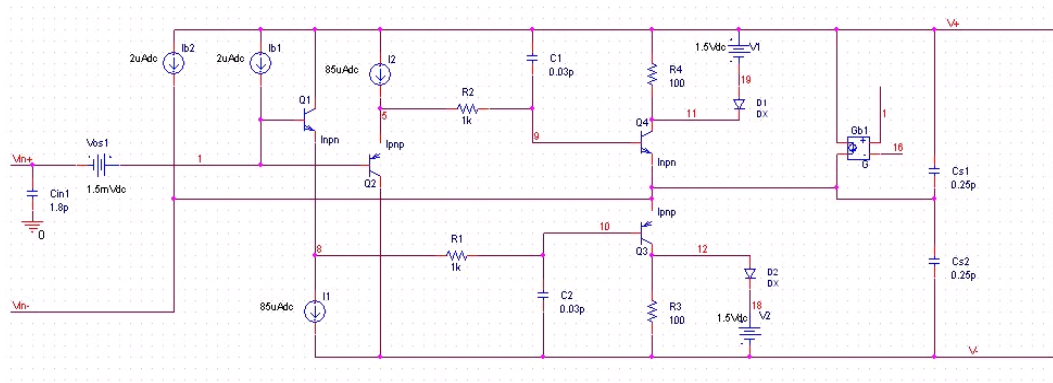 V+
Ib2
2uAdc
Ib1
2uAdc
I2
85uAdc
C1
0.03p
R4
100
1.5Vdc
V1
19
D1
DX
R2
1k
Q1
lnpn
5
lpnp
Q2
9
Q4
lnpn
11
Gb1
G
1
16
Vos1
Vin+
1
1.5mVdc
Cin1
1.8p
0
Cs1
0.25p
lpnp
10
Q3
12
R1
1k
8
C2
0.03p
D2
DX
Cs2
0.25p
Vin-
I1
85uAdc
R3
100
18
1.5Vdc
V2
V-